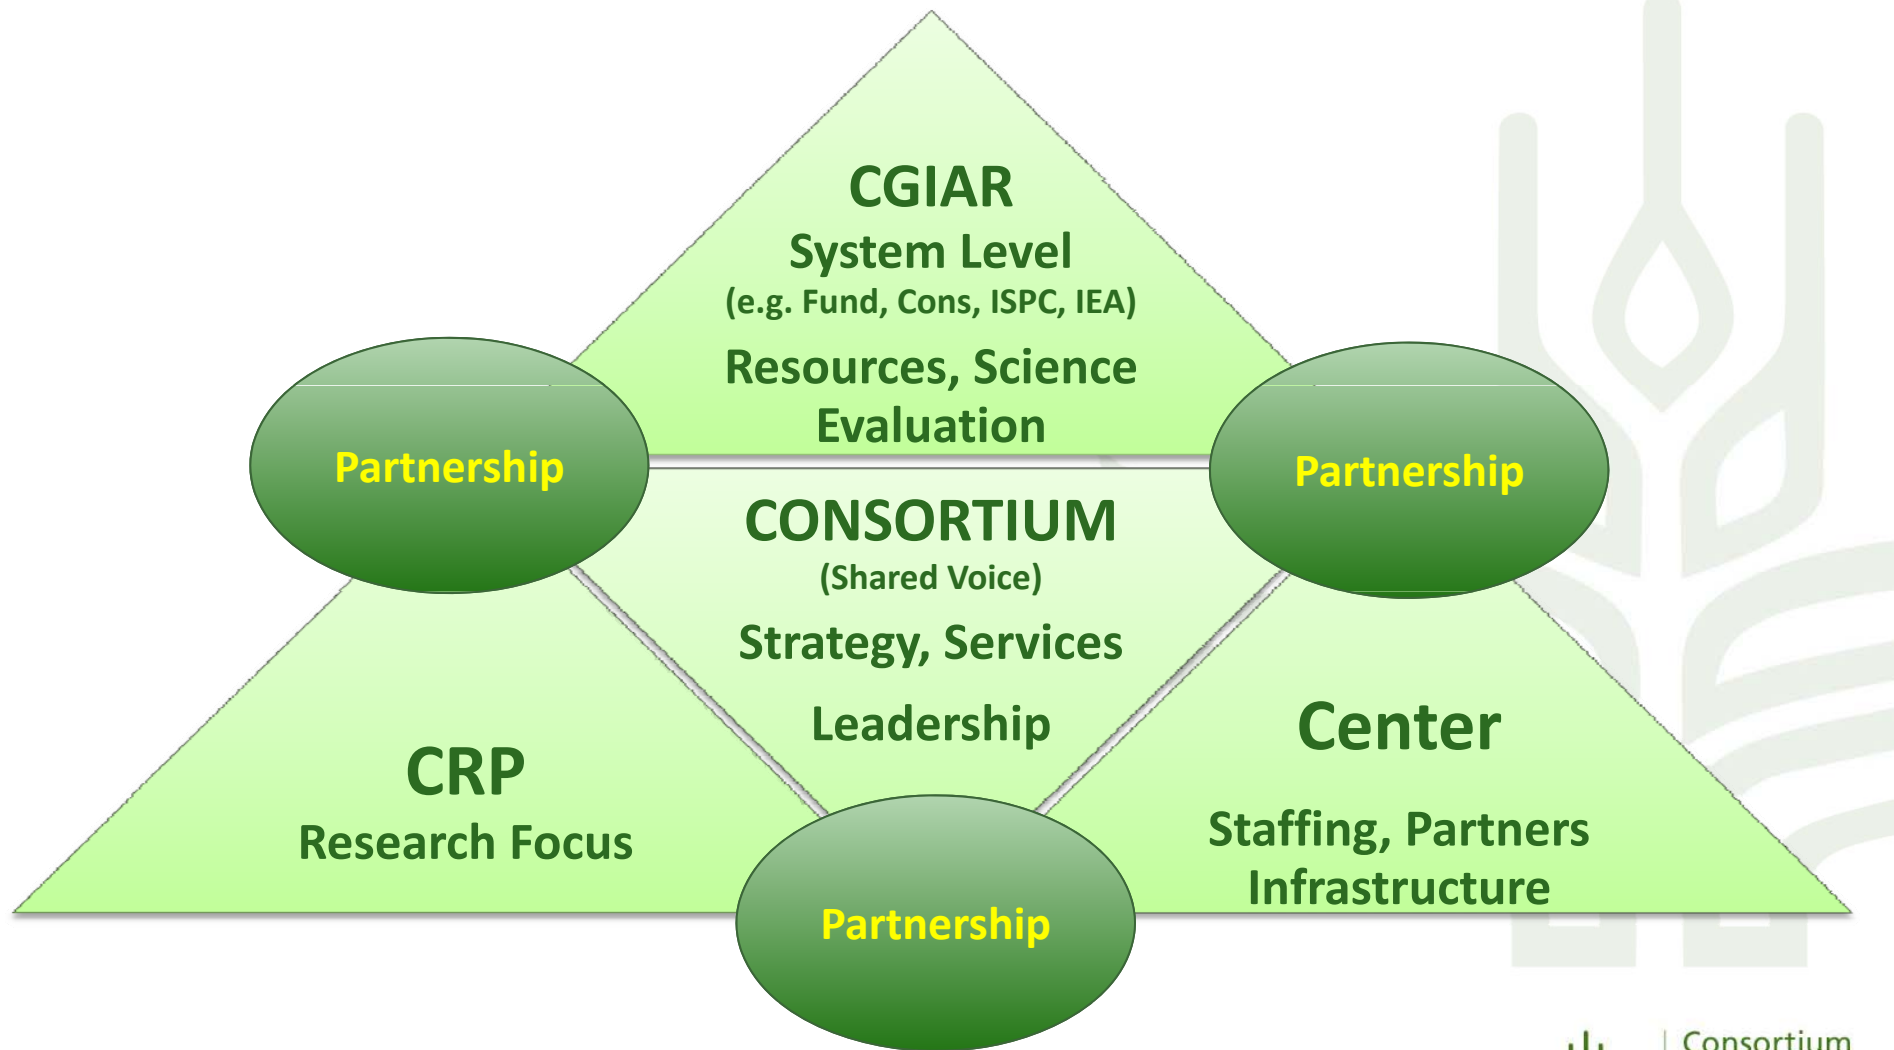 CGIAR
System Level
(e.g. Fund, Cons, ISPC, IEA)
Resources, Science
Evaluation
Partnership
Partnership
CONSORTIUM
(Shared Voice)
Strategy, Services
Leadership
CRP
Research Focus
Center
Staffing, Partners
Infrastructure
Partnership
Consortium